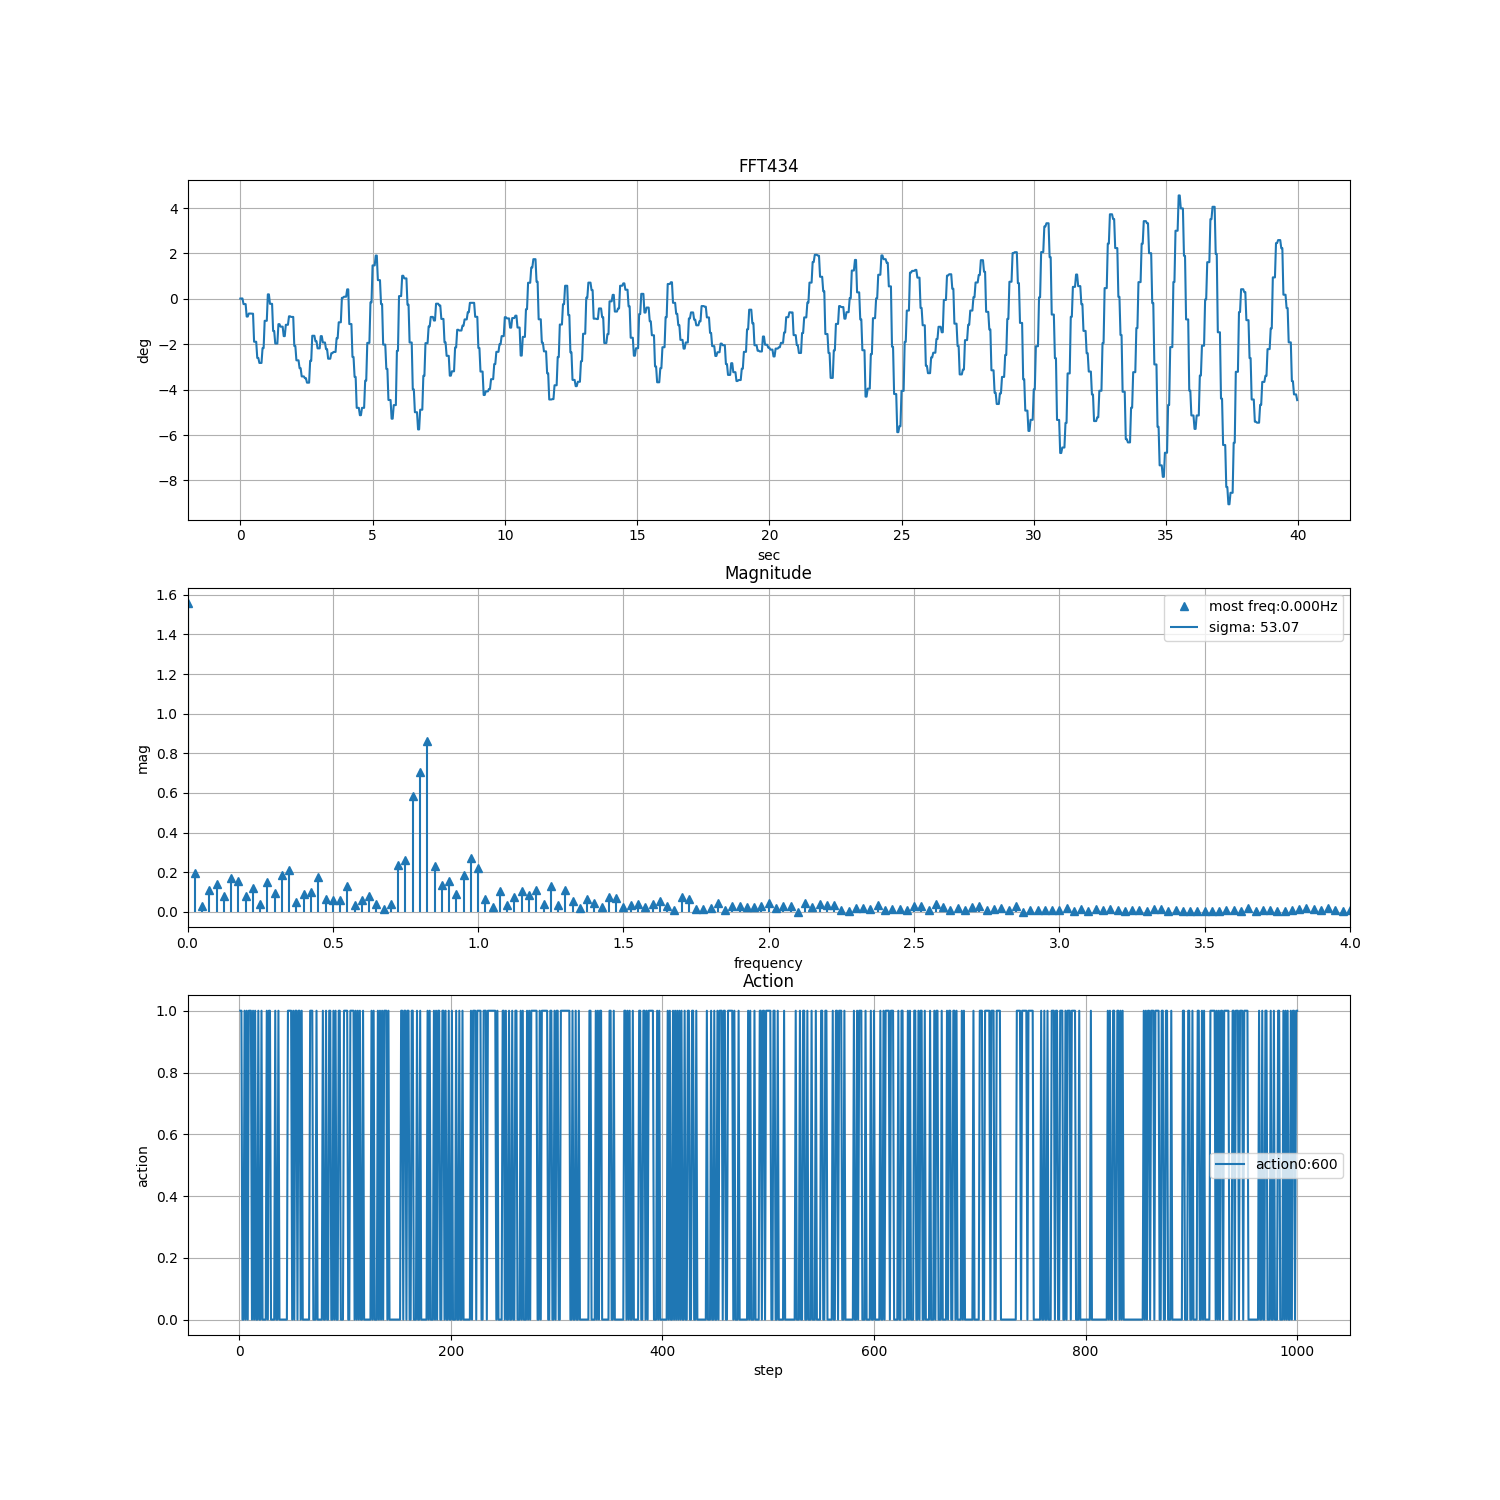 FFT434
4
2
0
−2
−4
−6
−8
deg
0 5 10 15 20 25 30 35 40
sec
Magnitude
1.6
1.4
1.2
1.0
0.8
0.6
0.4
0.2
0.0
mag
most freq:0.000Hz
sigma: 53.07
0.0 0.5 1.0 1.5 2.0 2.5 3.0 3.5 4.0
frequency
Action
1.0
0.8
0.6
0.4
0.2
0.0
action
action0:600
0 200 400 600 800 1000
step